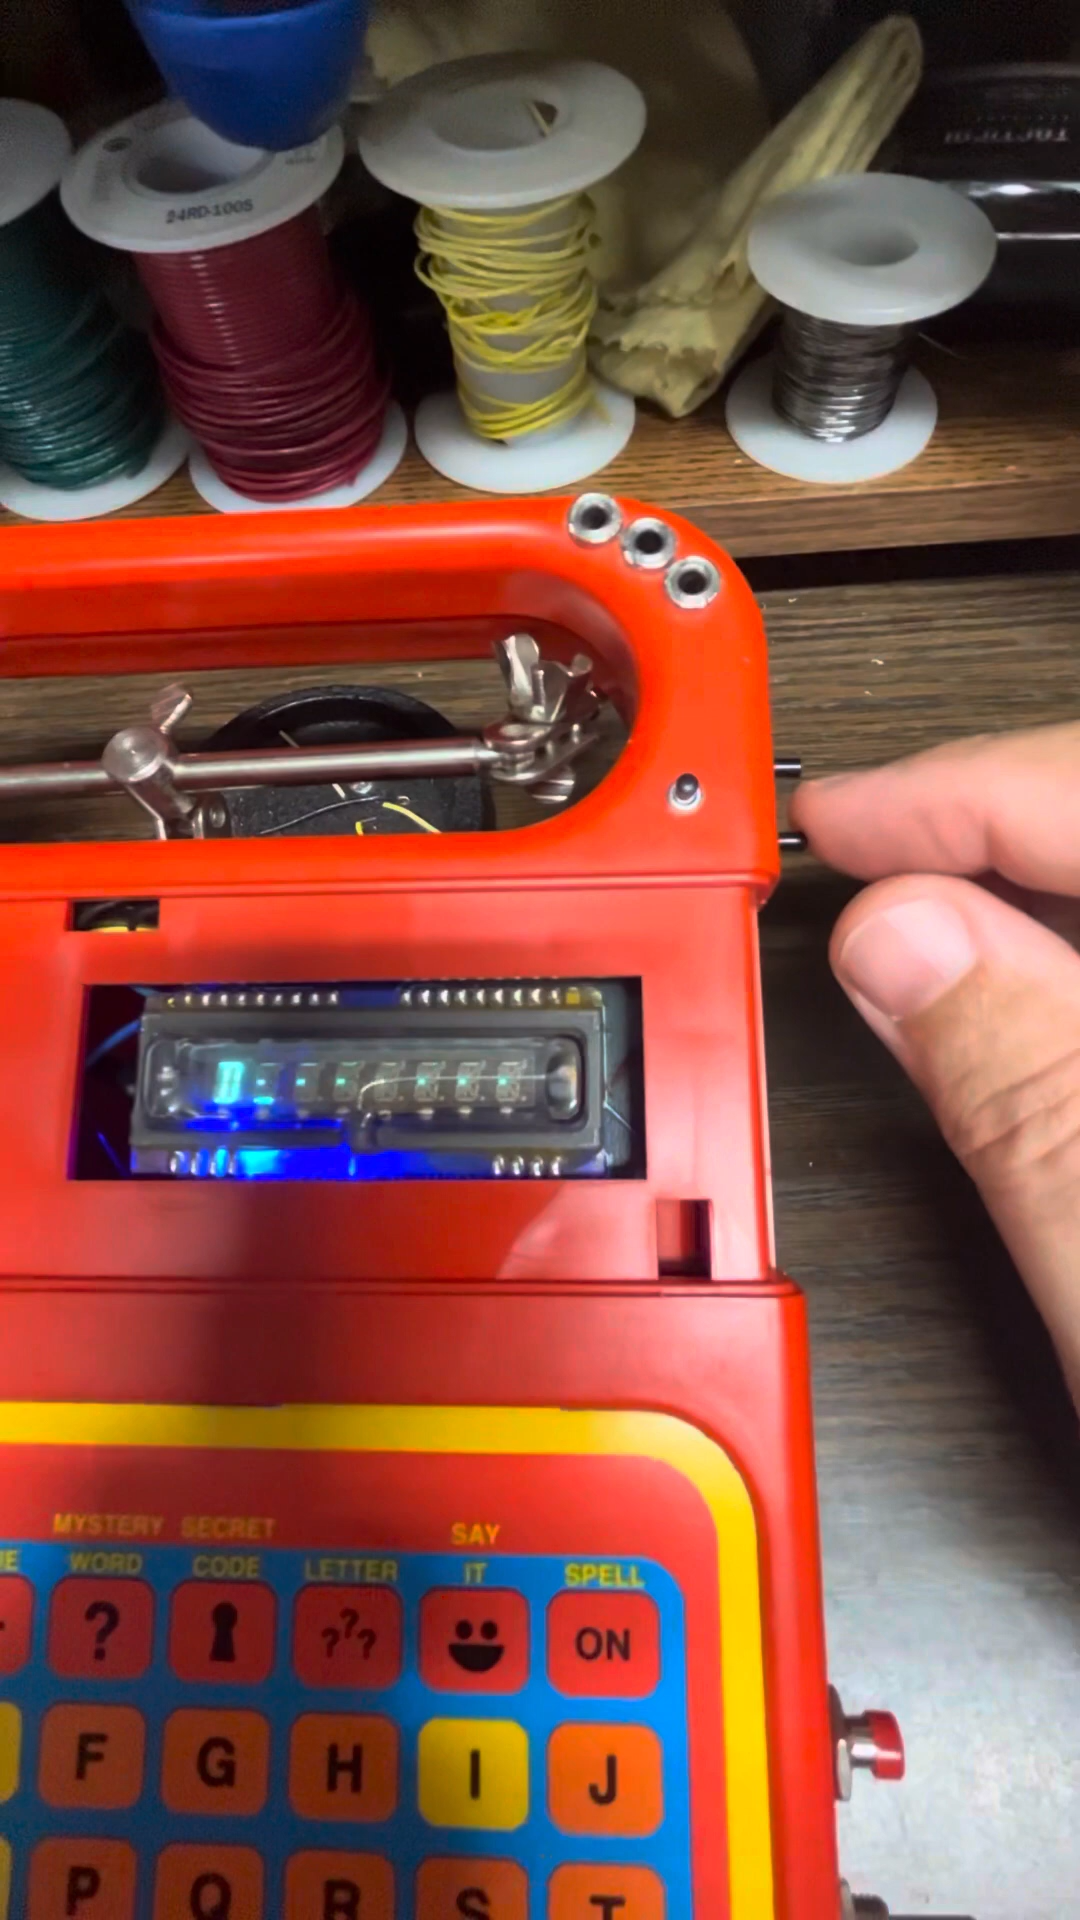 24RD-100S
MYSTERY SECRET SAY
WORD CODE LETTER IT SPELL
? ??? ON
F G H I J
P Q R S T